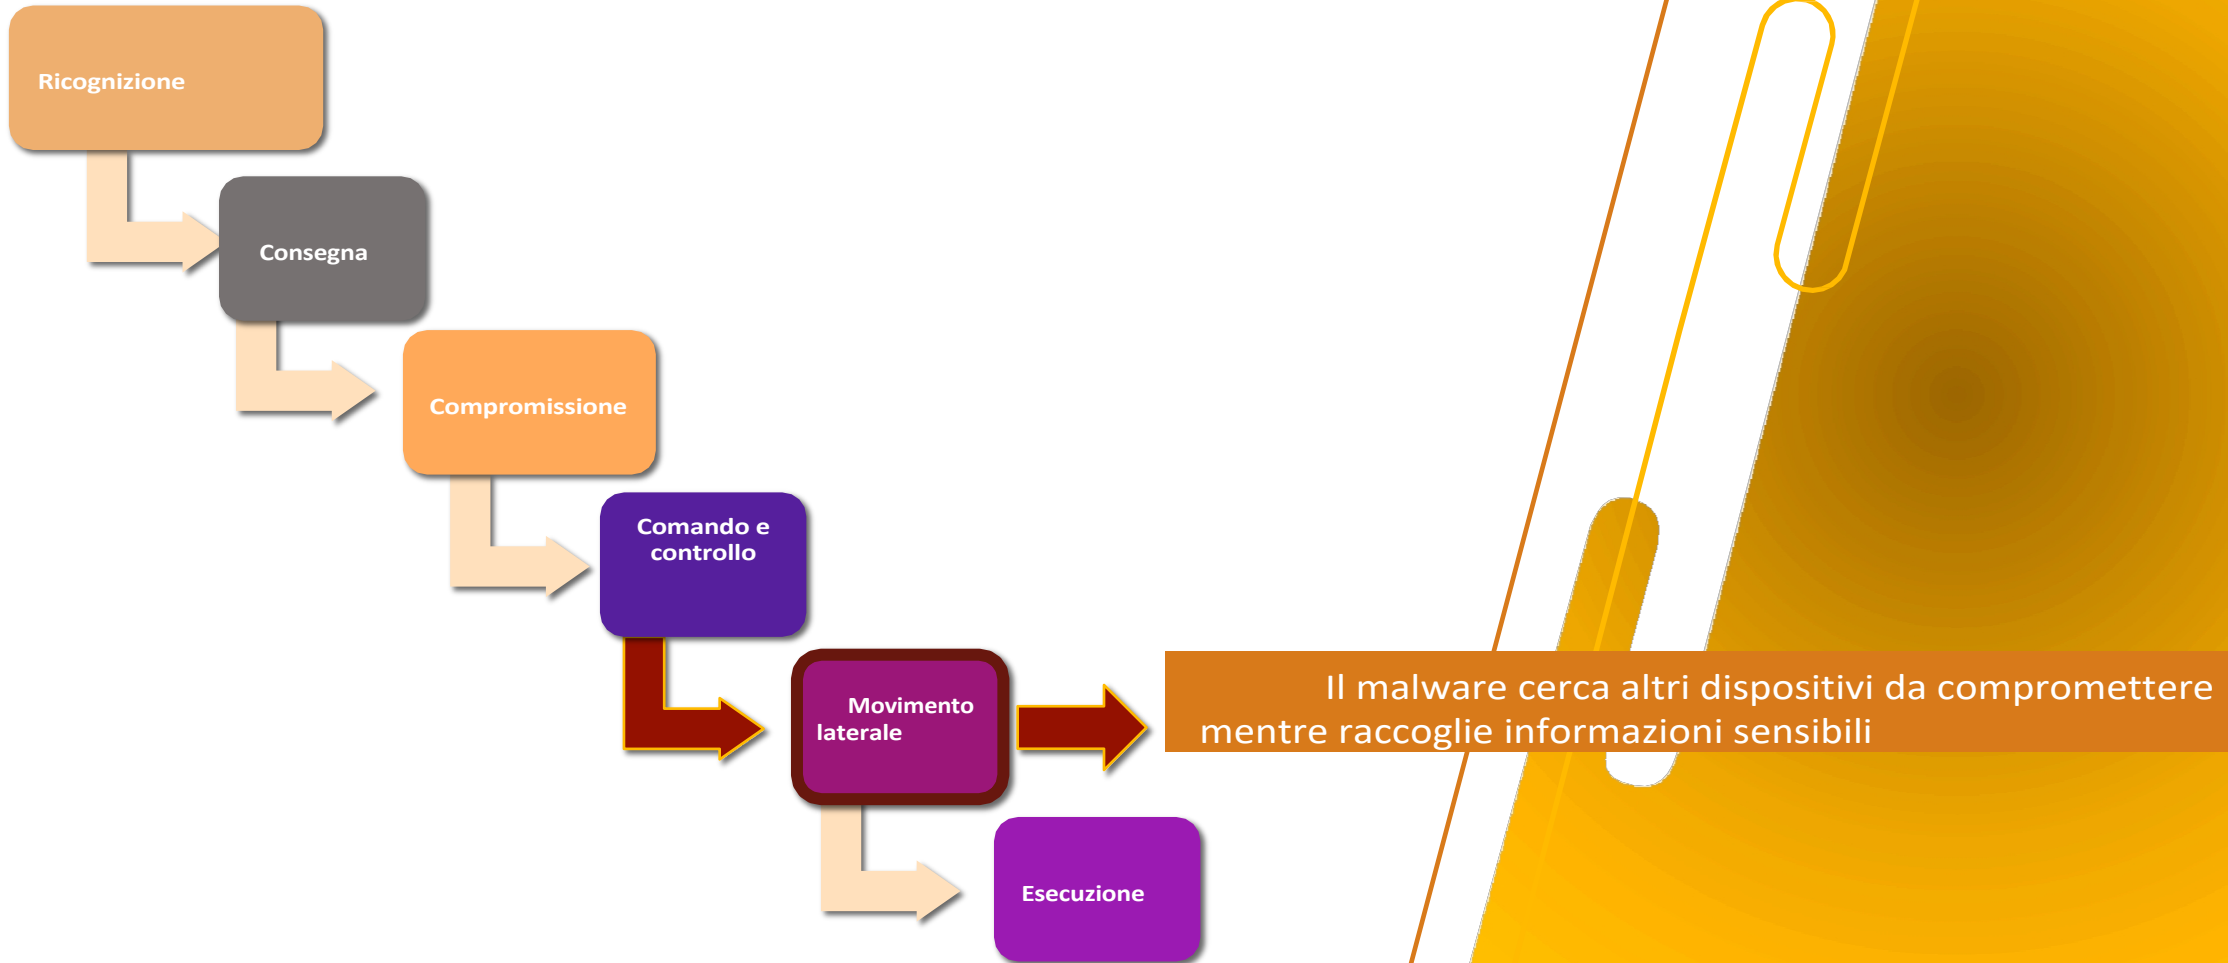 Ricognizione
Consegna
Compromissione
Comando e
controllo
Movimento
laterale
Il malware cerca altri dispositivi da compromettere
mentre raccoglie informazioni sensibili
Esecuzione